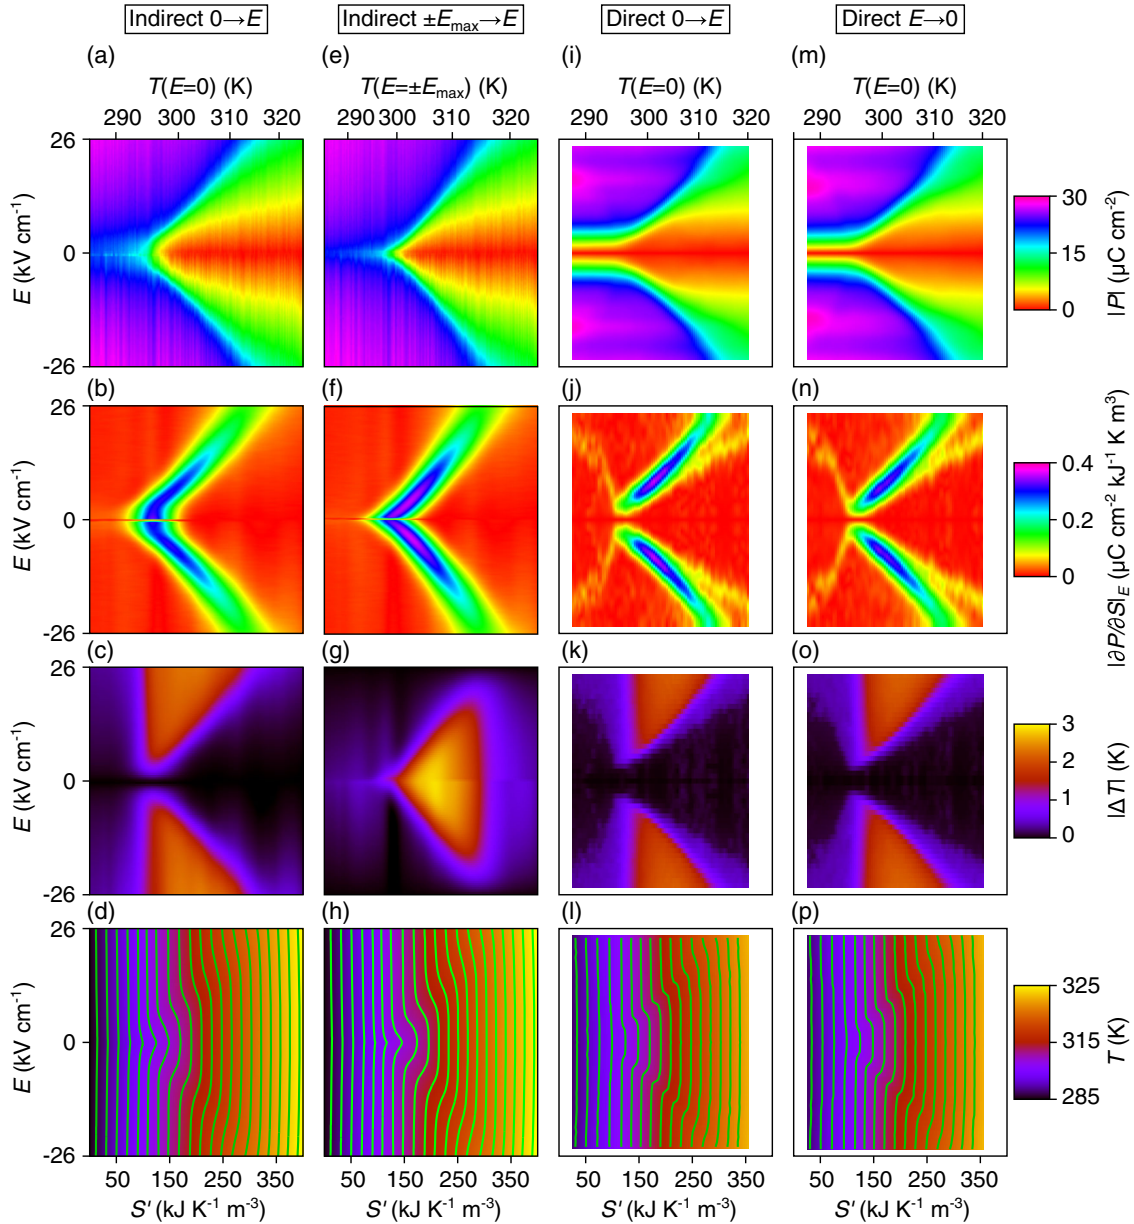 Indirect 0→E
Indirect ±Emax→E
Direct 0→E
Direct E→0
(a)
(e)
(i)
(m)
T(E=0) (K)
T(E=±Emax) (K)
T(E=0) (K)
T(E=0) (K)
290 300 310 320
290 300 310 320
290 300 310 320
290 300 310 320
26
0
-26
E (kV cm⁻¹)
30
15
0
|P| (μC cm⁻²)
(b)
(f)
(j)
(n)
26
0
-26
E (kV cm⁻¹)
0.4
0.2
0
|∂P/∂S|E (μC cm⁻² kJ⁻¹ K m³)
(c)
(g)
(k)
(o)
26
0
-26
E (kV cm⁻¹)
3
2
1
0
|ΔT| (K)
(d)
(h)
(l)
(p)
26
0
-26
E (kV cm⁻¹)
325
315
285
T (K)
50 150 250 350
50 150 250 350
50 150 250 350
50 150 250 350
S′ (kJ K⁻¹ m⁻³)
S′ (kJ K⁻¹ m⁻³)
S′ (kJ K⁻¹ m⁻³)
S′ (kJ K⁻¹ m⁻³)